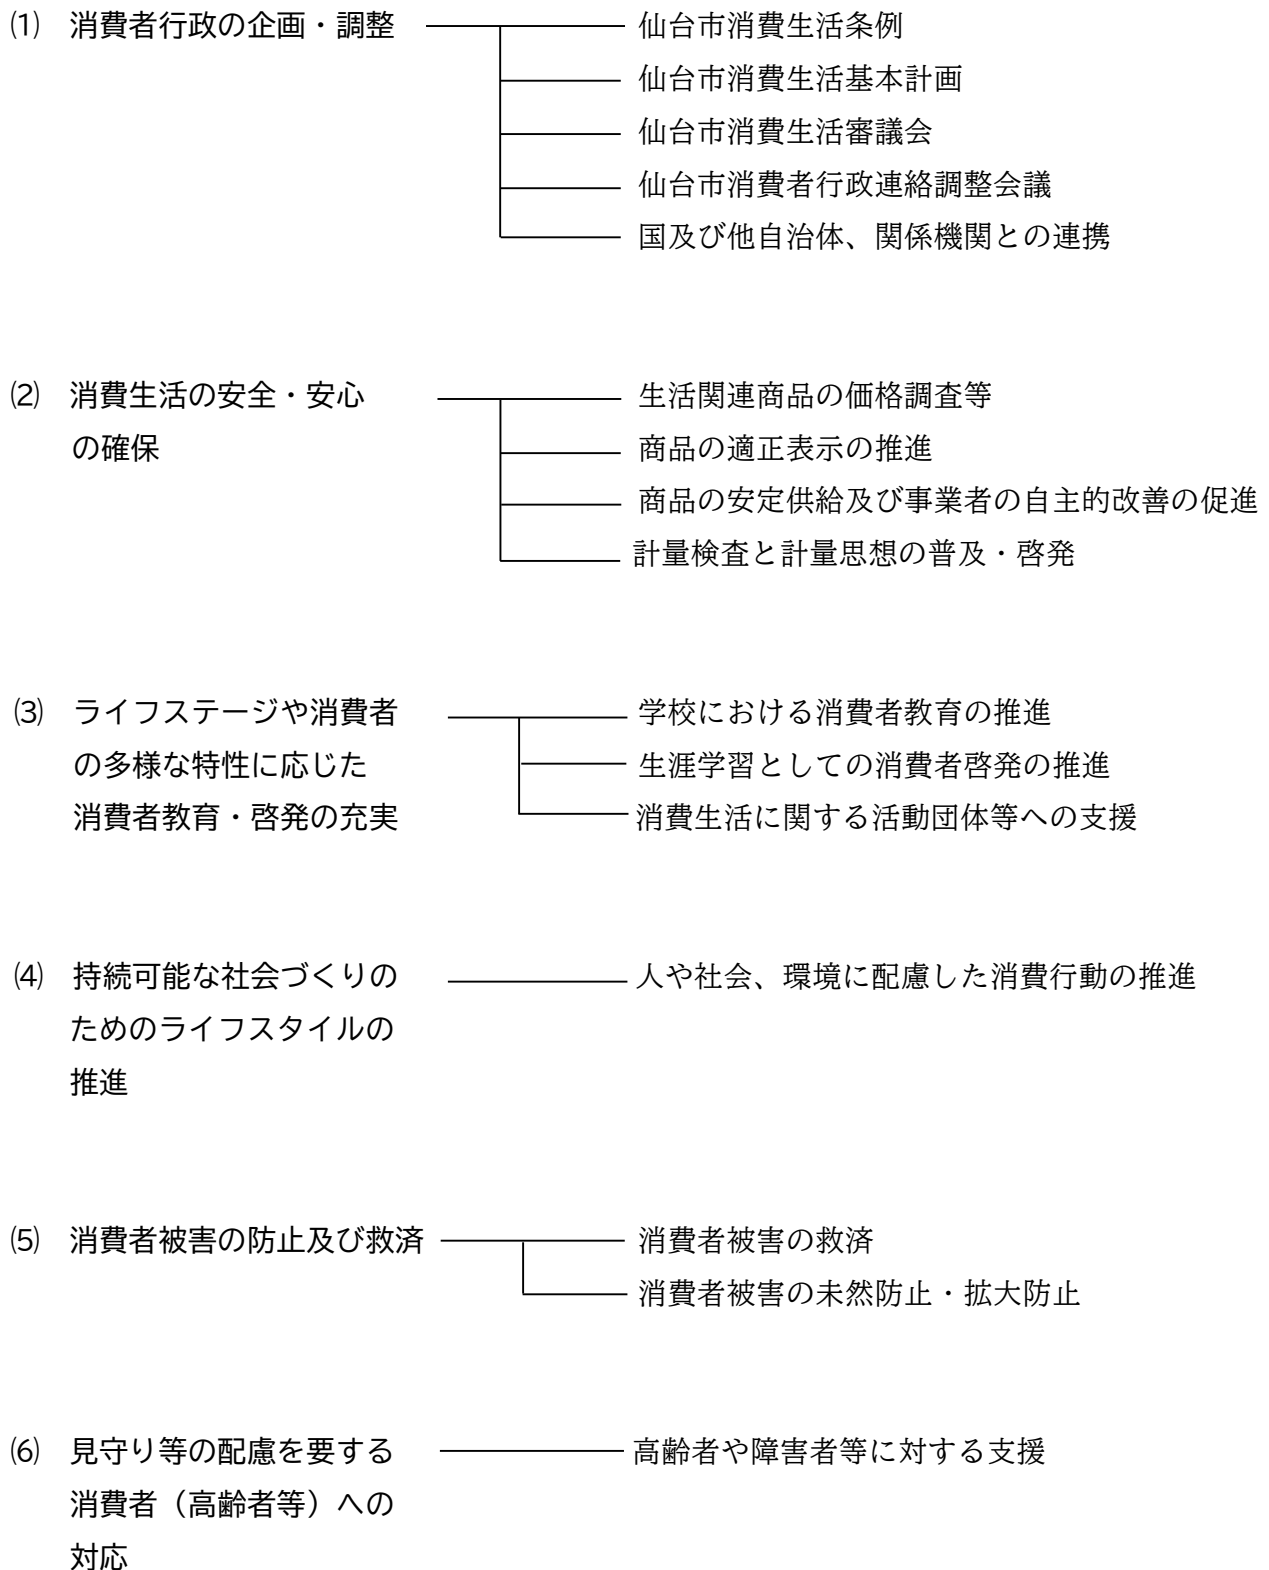 ⑴　消費者行政の企画・調整　仙台市消費生活条例
仙台市消費生活基本計画
仙台市消費生活審議会
仙台市消費者行政連絡調整会議
国及び他自治体、関係機関との連携
⑵　消費生活の安全・安心　生活関連商品の価格調査等
の確保　商品の適正表示の推進
商品の安定供給及び事業者の自主的改善の促進
計量検査と計量思想の普及・啓発
⑶　ライフステージや消費者　学校における消費者教育の推進
の多様な特性に応じた　生涯学習としての消費者啓発の推進
消費者教育・啓発の充実　消費生活に関する活動団体等への支援
⑷　持続可能な社会づくりの　人や社会、環境に配慮した消費行動の推進
ためのライフスタイルの
推進
⑸　消費者被害の防止及び救済　消費者被害の救済
消費者被害の未然防止・拡大防止
⑹　見守り等の配慮を要する　高齢者や障害者等に対する支援
消費者（高齢者等）への
対応